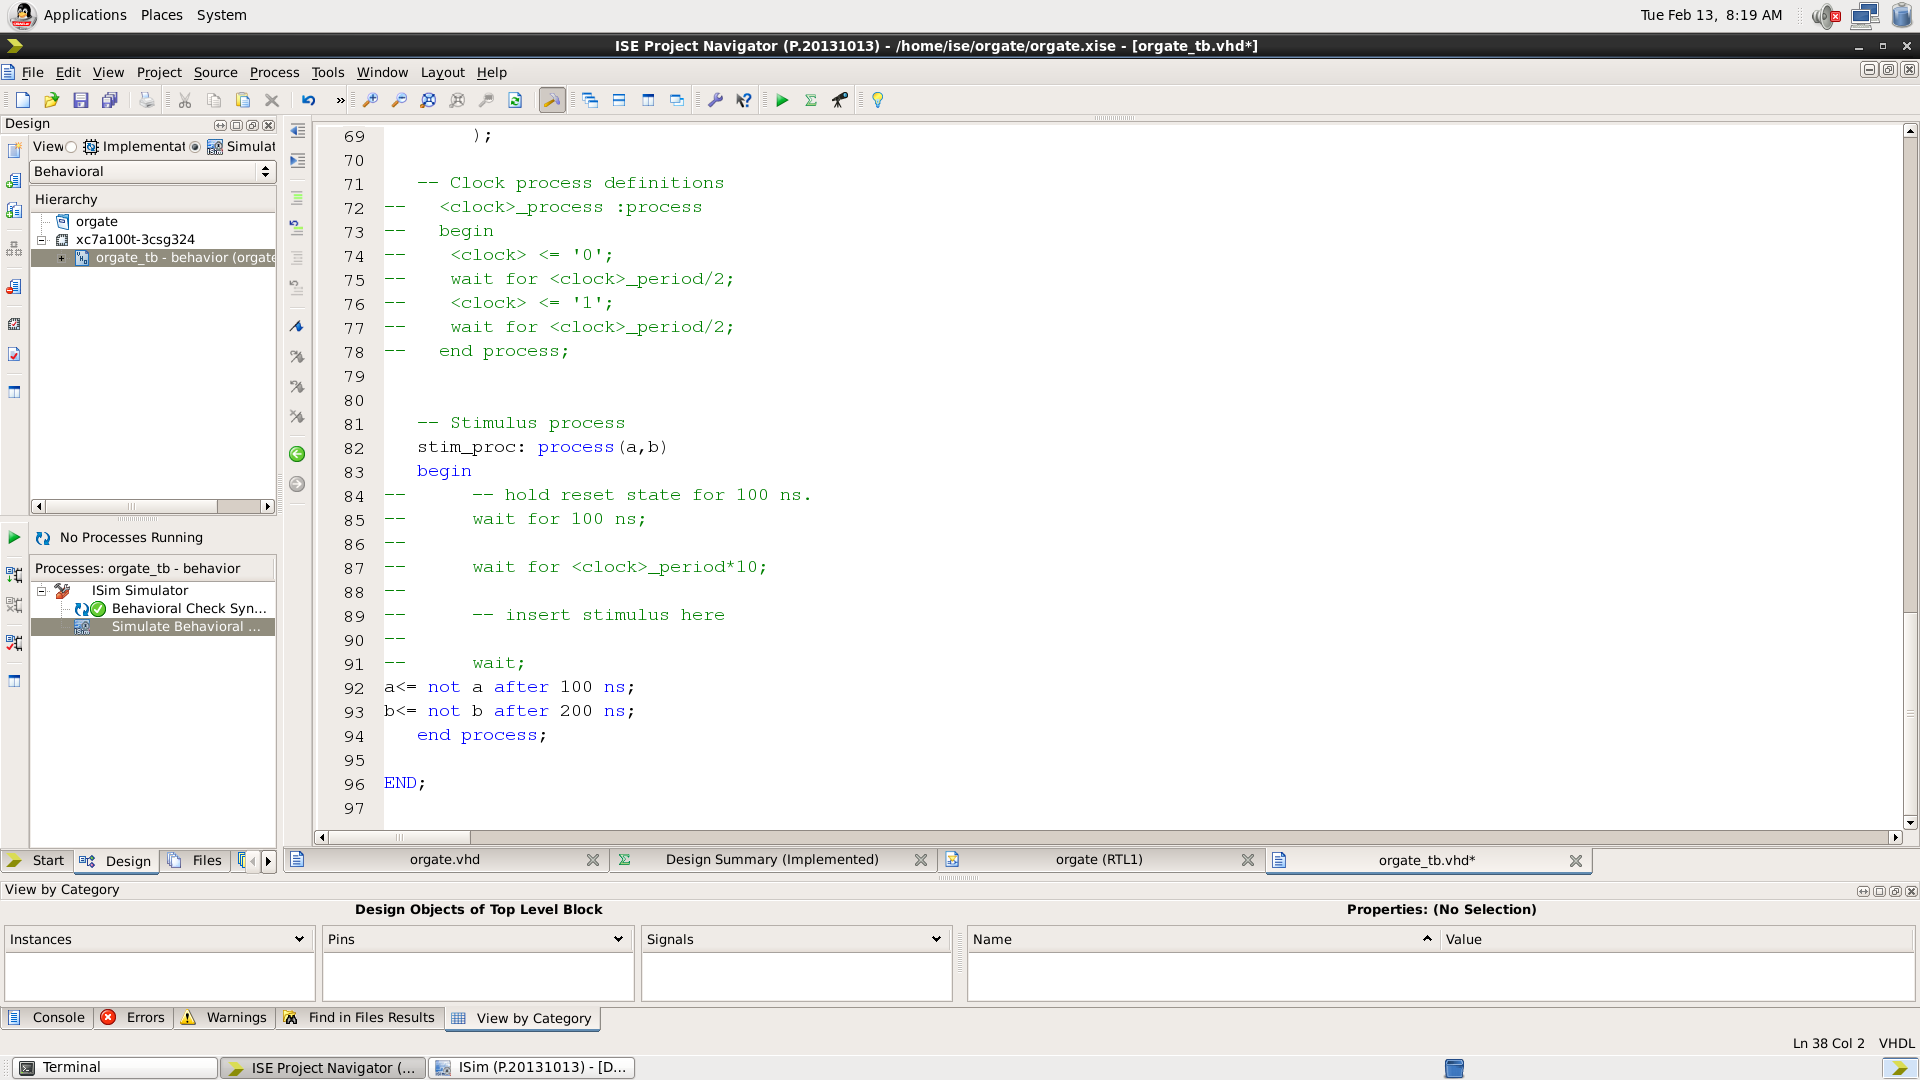 Applications Places System
Tue Feb 13, 8:19 AM
ISE Project Navigator (P.20131013) - /home/ise/orgate/orgate.xise - [orgate_tb.vhd*]
File Edit View Project Source Process Tools Window Layout Help
Design
View Implementat Simulat
Behavioral
Hierarchy
orgate
xc7a100t-3csg324
orgate_tb - behavior (orgate
No Processes Running
Processes: orgate_tb - behavior
ISim Simulator
Behavioral Check Syn...
Simulate Behavioral ...
Start Design Files
69 );
70
71 -- Clock process definitions
72 -- <clock>_process :process
73 -- begin
74 -- <clock> <= '0';
75 -- wait for <clock>_period/2;
76 -- <clock> <= '1';
77 -- wait for <clock>_period/2;
78 -- end process;
79
80
81 -- Stimulus process
82 stim_proc: process(a,b)
83 begin
84 -- -- hold reset state for 100 ns.
85 -- wait for 100 ns;
86 --
87 -- wait for <clock>_period*10;
88 --
89 -- -- insert stimulus here
90 --
91 -- wait;
92 a<= not a after 100 ns;
93 b<= not b after 200 ns;
94 end process;
95
96 END;
97
orgate.vhd Design Summary (Implemented) orgate (RTL1) orgate_tb.vhd*
View by Category
Design Objects of Top Level Block
Properties: (No Selection)
Instances Pins Signals Name Value
Console Errors Warnings Find in Files Results View by Category
Ln 38 Col 2 VHDL
Terminal ISE Project Navigator (... ISim (P.20131013) - [D...